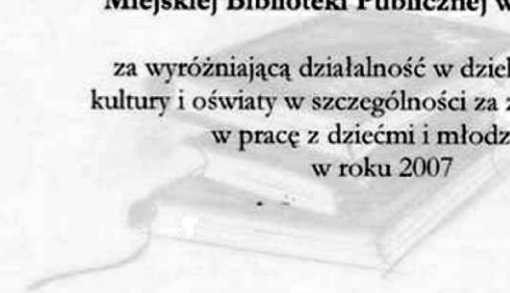 Miejskiej Biblioteki Publicznej w
za wyróżniającą działalność w dziel
kultury i oświaty w szczególności za z
w pracę z dziećmi i młodz
w roku 2007